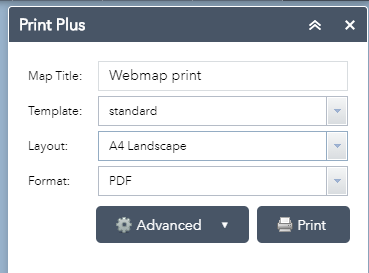 Print Plus
Map Title: Webmap print
Template: standard
Layout: A4 Landscape
Format: PDF
Advanced Print